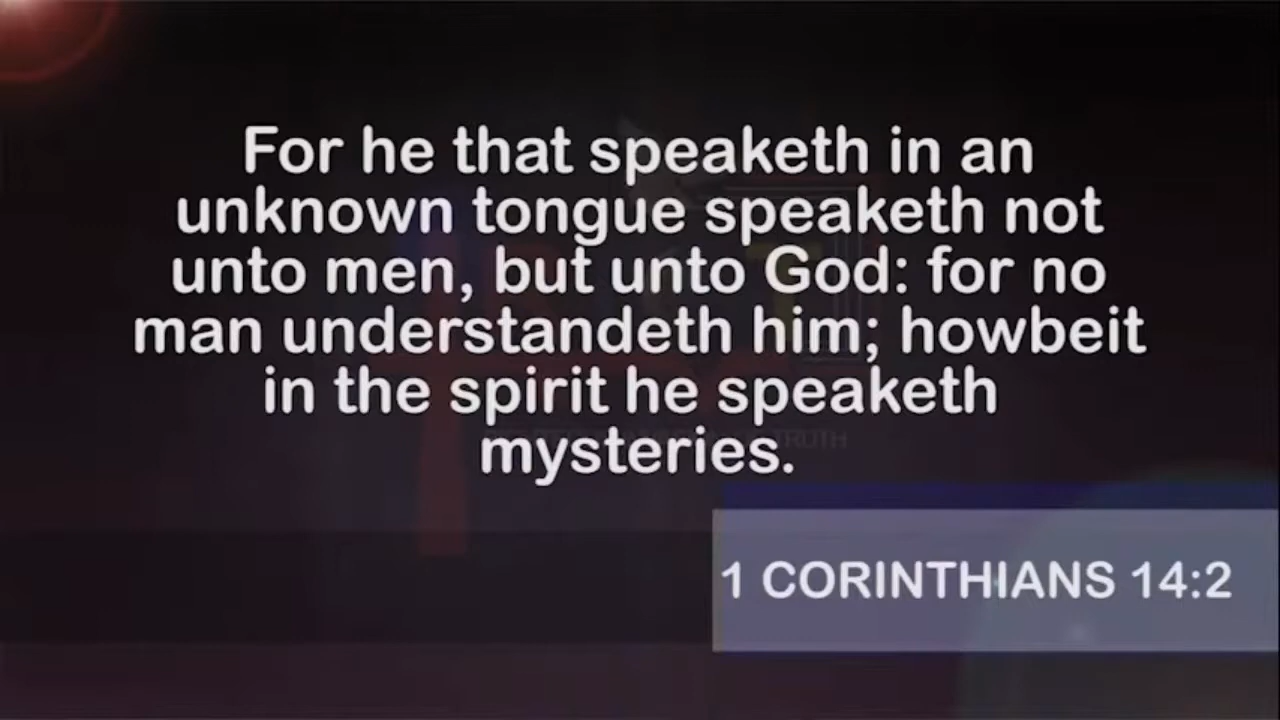 For he that speaketh in an
unknown tongue speaketh not
unto men, but unto God: for no
man understandeth him; howbeit
in the spirit he speaketh
mysteries.
TRUTH
1 CORINTHIANS 14:2